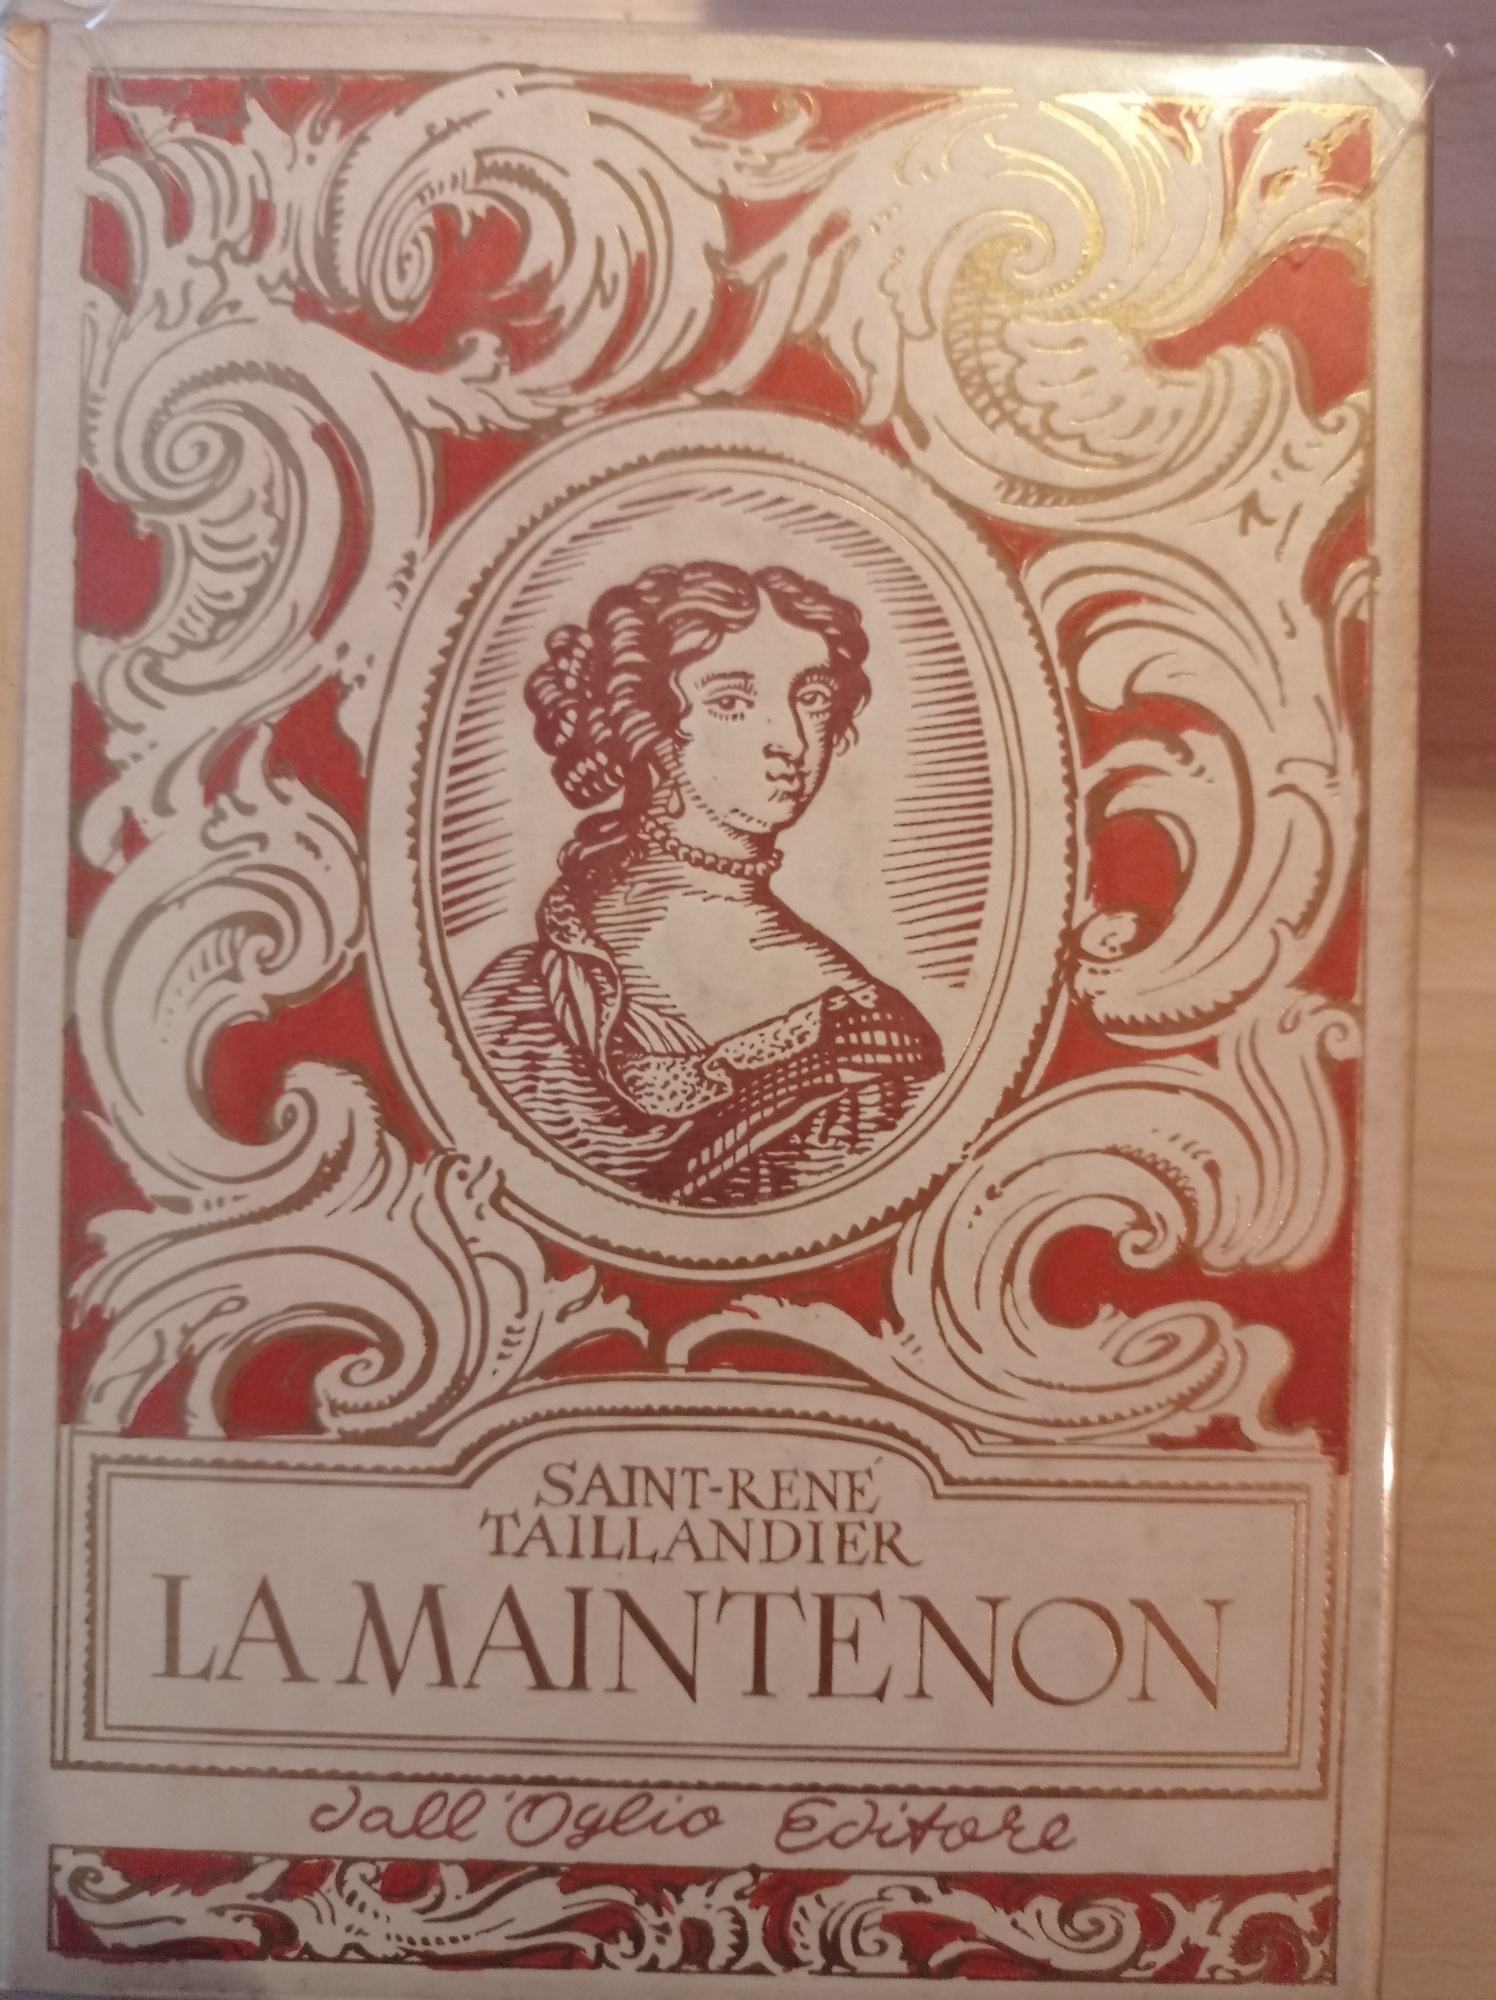 SAINT-RENÉ
TAILLANDIER
LA MAINTENON
dall'Oglio Editore